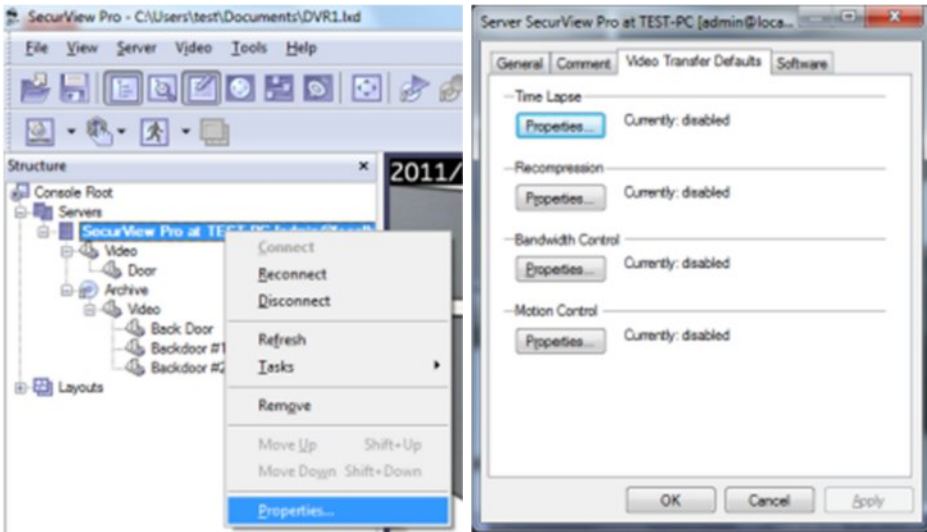 SecurView Pro - C:\Users\test\Documents\DVR1.lxd
File View Server Video Tools Help
Structure x
2011/
Console Root
Servers
SecurView Pro at TEST-PC
Video
Door
Archive
Video
Back Door
Backdoor #1
Backdoor #2
Layouts
Connect
Reconnect
Disconnect
Refresh
Tasks
Remove
Move Up Shift+Up
Move Down Shift+Down
Properties...
Server SecurView Pro at TEST-PC [admin@loca...
General Comment Video Transfer Defaults Software
Time Lapse
Properties... Currently: disabled
Recompression
Properties... Currently: disabled
Bandwidth Control
Properties... Currently: disabled
Motion Control
Properties... Currently: disabled
OK Cancel Apply